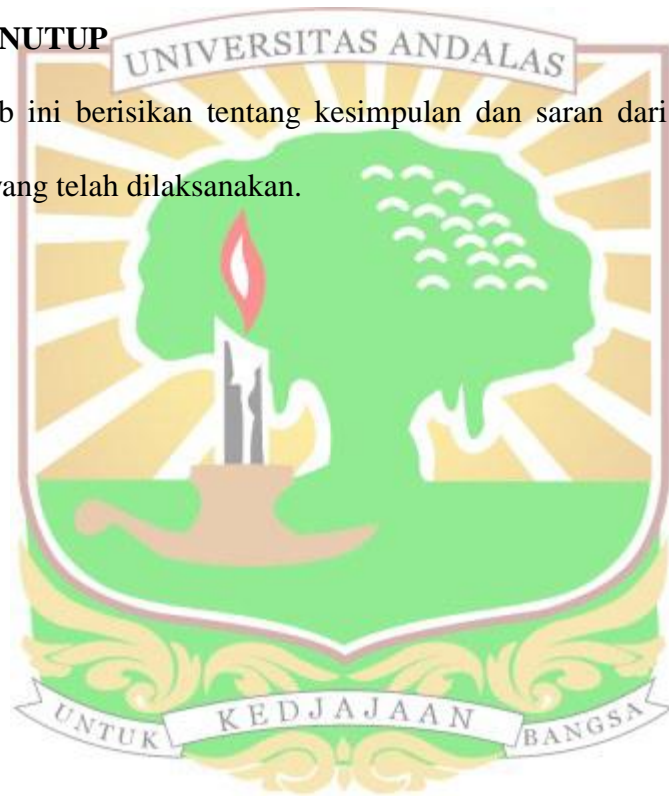 NUTUP
UNIVERSITAS ANDALAS
b ini berisikan tentang kesimpulan dan saran dari
yang telah dilaksanakan.
UNTUK KEDJAJAAN BANGSA